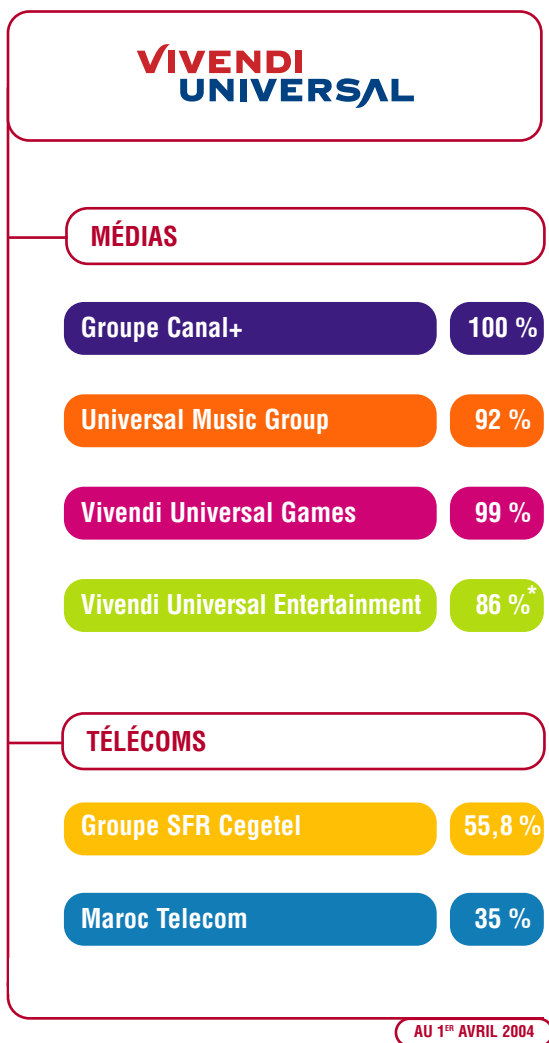 VIVENDI
UNIVERSAL
MÉDIAS
Groupe Canal+ 100 %
Universal Music Group 92 %
Vivendi Universal Games 99 %
Vivendi Universal Entertainment 86 %*
TÉLÉCOMS
Groupe SFR Cegetel 55,8 %
Maroc Telecom 35 %
AU 1ER AVRIL 2004